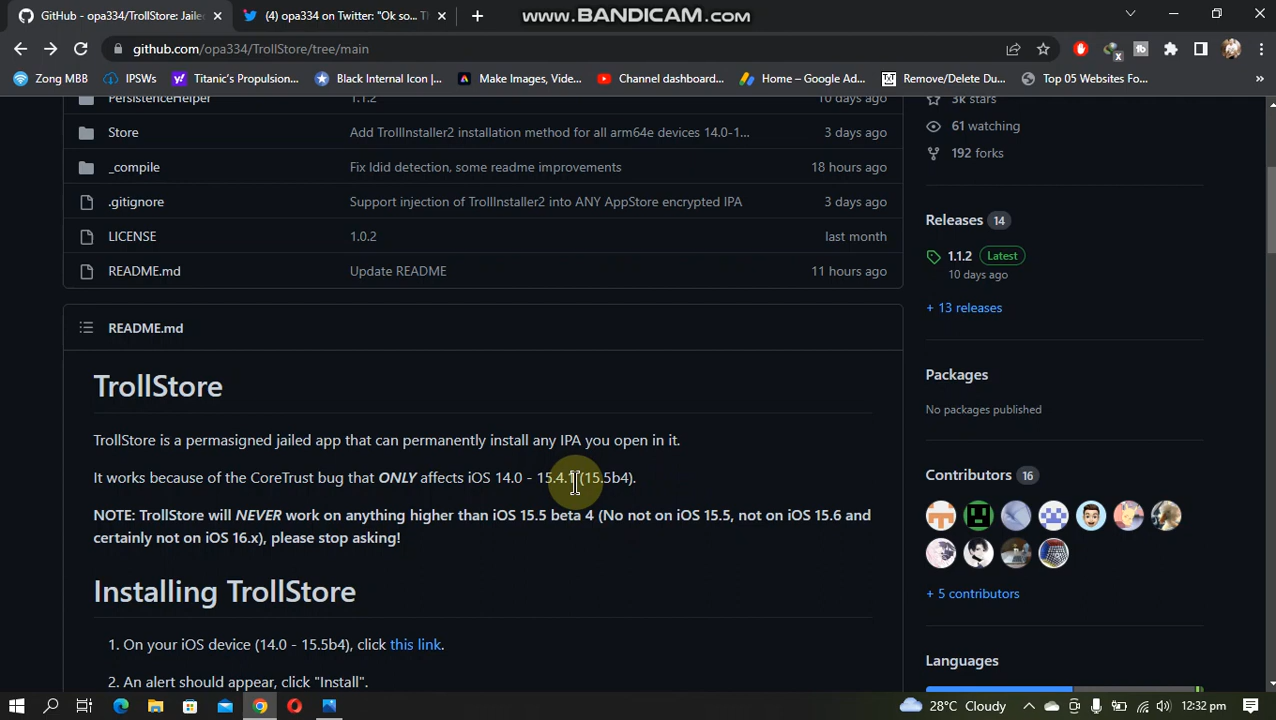 GitHub - opa334/TrollStore: Jailed
(4) opa334 on Twitter: "Ok so... Th
www.BANDICAM.com
github.com/opa334/TrollStore/tree/main
Zong MBB
IPSWs
Titanic's Propulsion...
Black Internal Icon |...
Make Images, Vide...
Channel dashboard...
Home – Google Ad...
Remove/Delete Du...
Top 05 Websites Fo...
»
PersistenceHelper 1.1.2 10 days ago
Store Add TrollInstaller2 installation method for all arm64e devices 14.0-1... 3 days ago
_compile Fix ldid detection, some readme improvements 18 hours ago
.gitignore Support injection of TrollInstaller2 into ANY AppStore encrypted IPA 3 days ago
LICENSE 1.0.2 last month
README.md Update README 11 hours ago
README.md
TrollStore
TrollStore is a permasigned jailed app that can permanently install any IPA you open in it.
It works because of the CoreTrust bug that ONLY affects iOS 14.0 - 15.4.1 (15.5b4).
NOTE: TrollStore will NEVER work on anything higher than iOS 15.5 beta 4 (No not on iOS 15.5, not on iOS 15.6 and
certainly not on iOS 16.x), please stop asking!
Installing TrollStore
1. On your iOS device (14.0 - 15.5b4), click this link.
2. An alert should appear, click "Install".
3k stars
61 watching
192 forks
Releases 14
1.1.2 Latest
10 days ago
+ 13 releases
Packages
No packages published
Contributors 16
+ 5 contributors
Languages
28°C Cloudy
12:32 pm